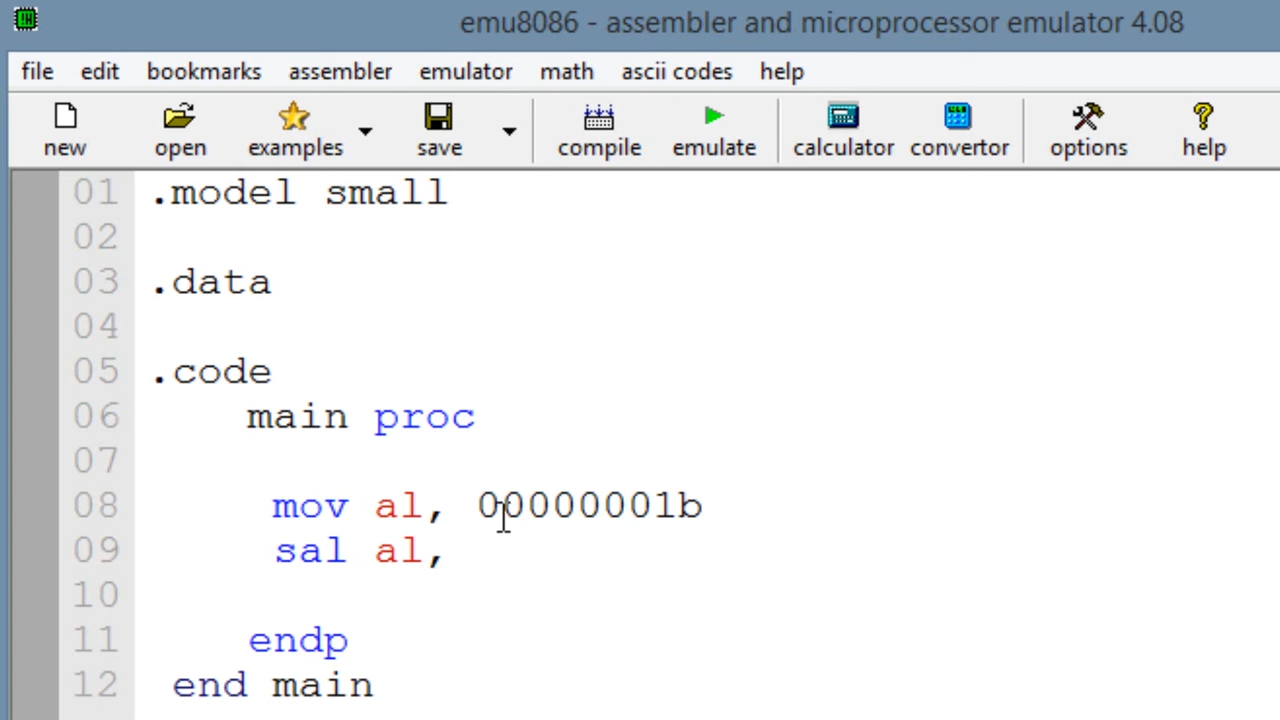 emu8086 - assembler and microprocessor emulator 4.08
file edit bookmarks assembler emulator math ascii codes help
new open examples save compile emulate calculator convertor options help
01 .model small
02
03 .data
04
05 .code
06 main proc
07
08 mov al, 00000001b
09 sal al,
10
11 endp
12 end main